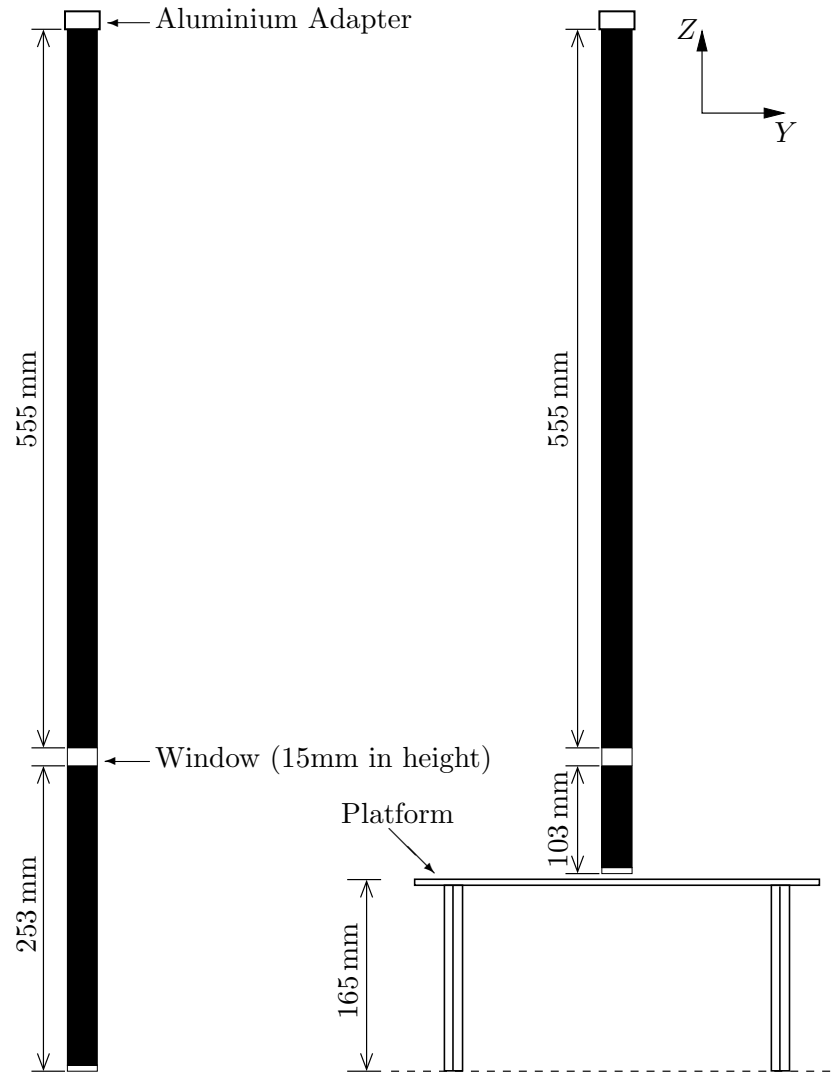 Aluminium Adapter
Z
Y
555 mm
555 mm
Window (15mm in height)
103 mm
Platform
253 mm
165 mm